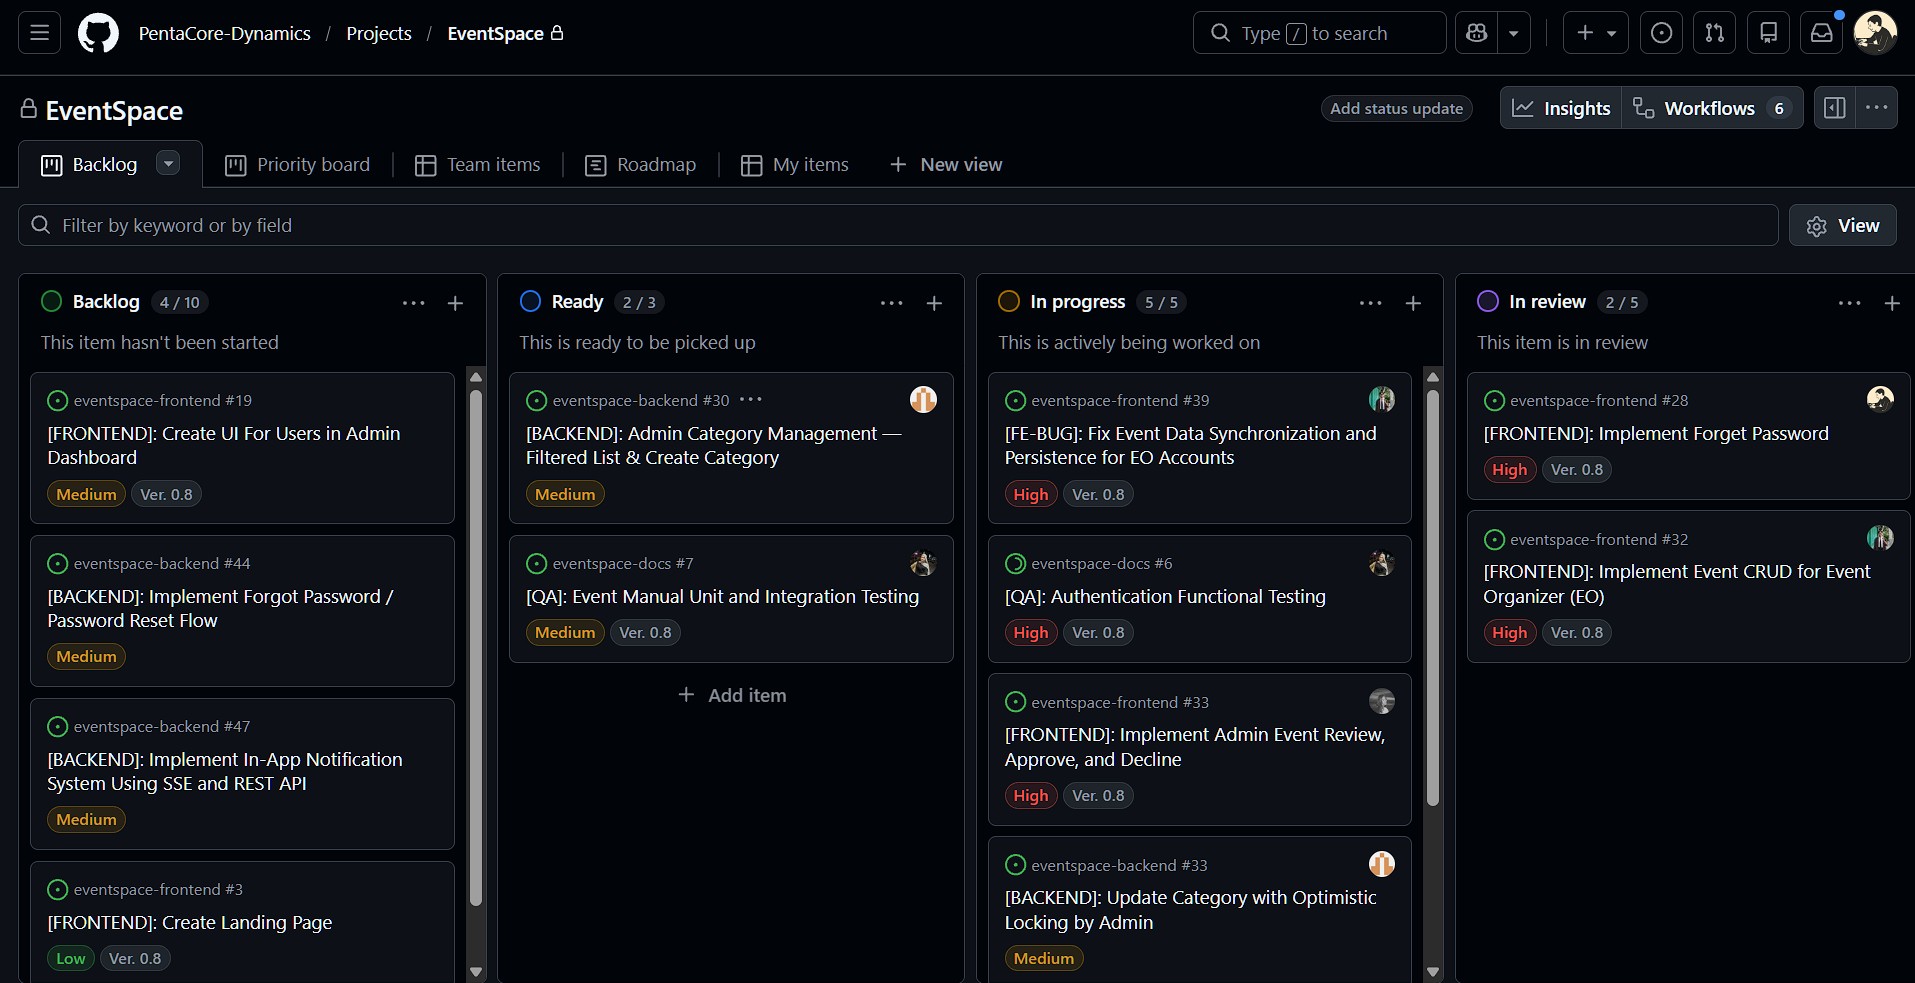 PentaCore-Dynamics / Projects / EventSpace
Type / to search
EventSpace
Add status update
Insights
Workflows 6
Backlog
Priority board
Team items
Roadmap
My items
New view
Filter by keyword or by field
View
Backlog 4 / 10
This item hasn't been started
eventspace-frontend #19
[FRONTEND]: Create UI For Users in Admin
Dashboard
Medium Ver. 0.8
eventspace-backend #44
[BACKEND]: Implement Forgot Password /
Password Reset Flow
Medium
eventspace-backend #47
[BACKEND]: Implement In-App Notification
System Using SSE and REST API
Medium
eventspace-frontend #3
[FRONTEND]: Create Landing Page
Low Ver. 0.8
Ready 2 / 3
This is ready to be picked up
eventspace-backend #30
[BACKEND]: Admin Category Management —
Filtered List & Create Category
Medium
eventspace-docs #7
[QA]: Event Manual Unit and Integration Testing
Medium Ver. 0.8
Add item
In progress 5 / 5
This is actively being worked on
eventspace-frontend #39
[FE-BUG]: Fix Event Data Synchronization and
Persistence for EO Accounts
High Ver. 0.8
eventspace-docs #6
[QA]: Authentication Functional Testing
High Ver. 0.8
eventspace-frontend #33
[FRONTEND]: Implement Admin Event Review,
Approve, and Decline
High Ver. 0.8
eventspace-backend #33
[BACKEND]: Update Category with Optimistic
Locking by Admin
Medium
In review 2 / 5
This item is in review
eventspace-frontend #28
[FRONTEND]: Implement Forget Password
High Ver. 0.8
eventspace-frontend #32
[FRONTEND]: Implement Event CRUD for Event
Organizer (EO)
High Ver. 0.8